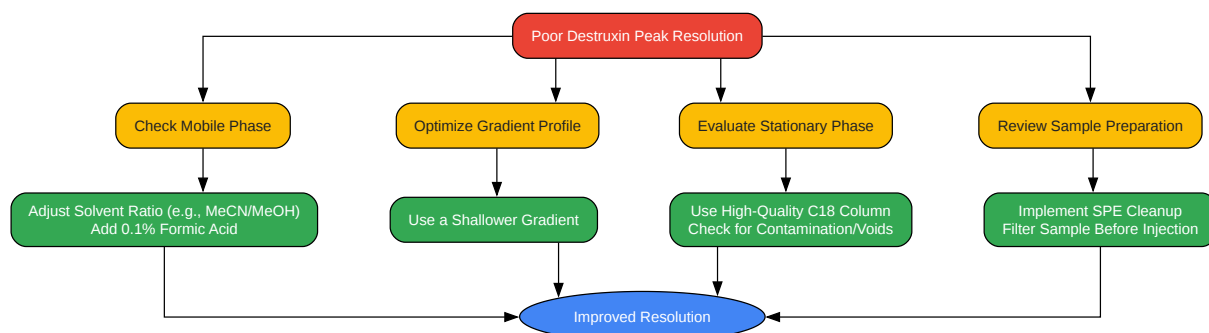 Poor Destruxin Peak Resolution
Check Mobile Phase
Optimize Gradient Profile
Evaluate Stationary Phase
Review Sample Preparation
Adjust Solvent Ratio (e.g., MeCN/MeOH)
Add 0.1% Formic Acid
Use a Shallower Gradient
Use High-Quality C18 Column
Check for Contamination/Voids
Implement SPE Cleanup
Filter Sample Before Injection
Improved Resolution